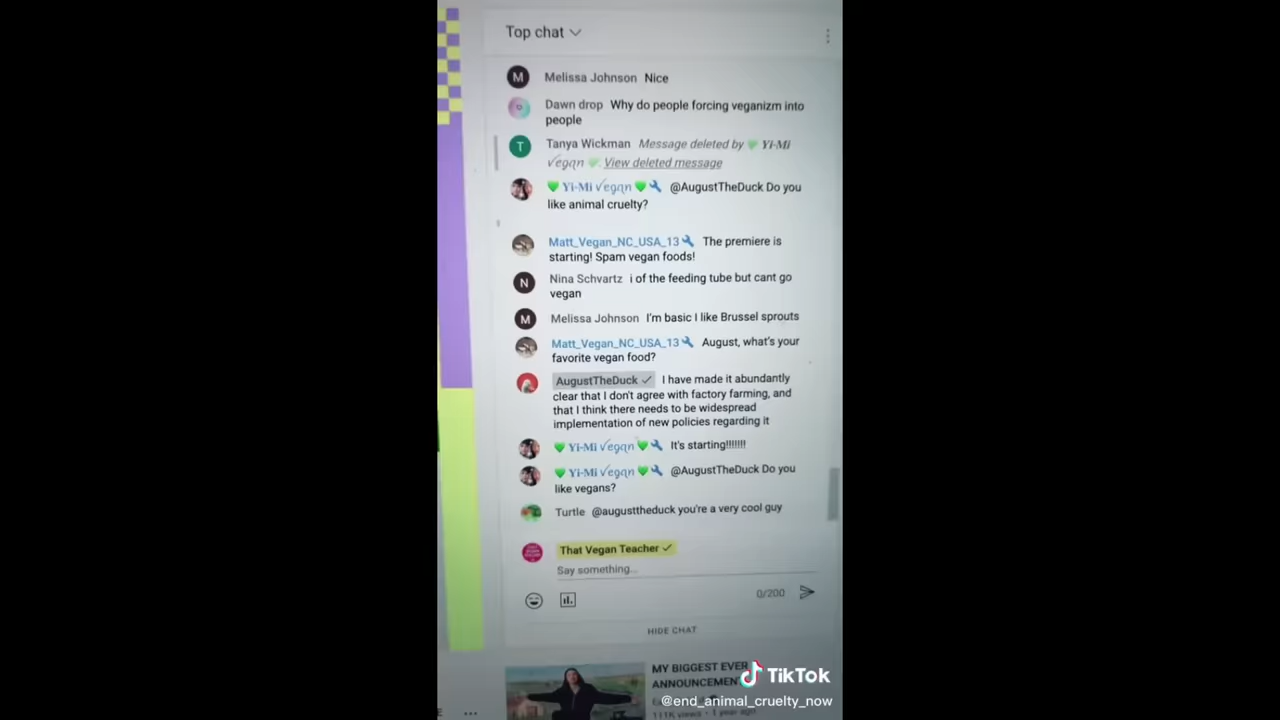 Top chat
M Melissa Johnson Nice
Dawn drop Why do people forcing veganizm into
people
T Tanya Wickman Message deleted by 💚 Yi-Mi
Vegan 💚. View deleted message
💚 Yi-Mi Vegan 💚 🔧 @AugustTheDuck Do you
like animal cruelty?
Matt_Vegan_NC_USA_13 🔧 The premiere is
starting! Spam vegan foods!
N Nina Schvartz i of the feeding tube but cant go
vegan
M Melissa Johnson I'm basic I like Brussel sprouts
Matt_Vegan_NC_USA_13 🔧 August, what's your
favorite vegan food?
AugustTheDuck ✓ I have made it abundantly
clear that I don't agree with factory farming, and
that I think there needs to be widespread
implementation of new policies regarding it
💚 Yi-Mi Vegan 💚 🔧 It's starting!!!!!!!
💚 Yi-Mi Vegan 💚 🔧 @AugustTheDuck Do you
like vegans?
Turtle @augusttheduck you're a very cool guy
That Vegan Teacher ✓
Say something...
0/200
HIDE CHAT
MY BIGGEST EVER
ANNOUNCEMEN
111K views • 1 year ago
TikTok
@end_animal_cruelty_now